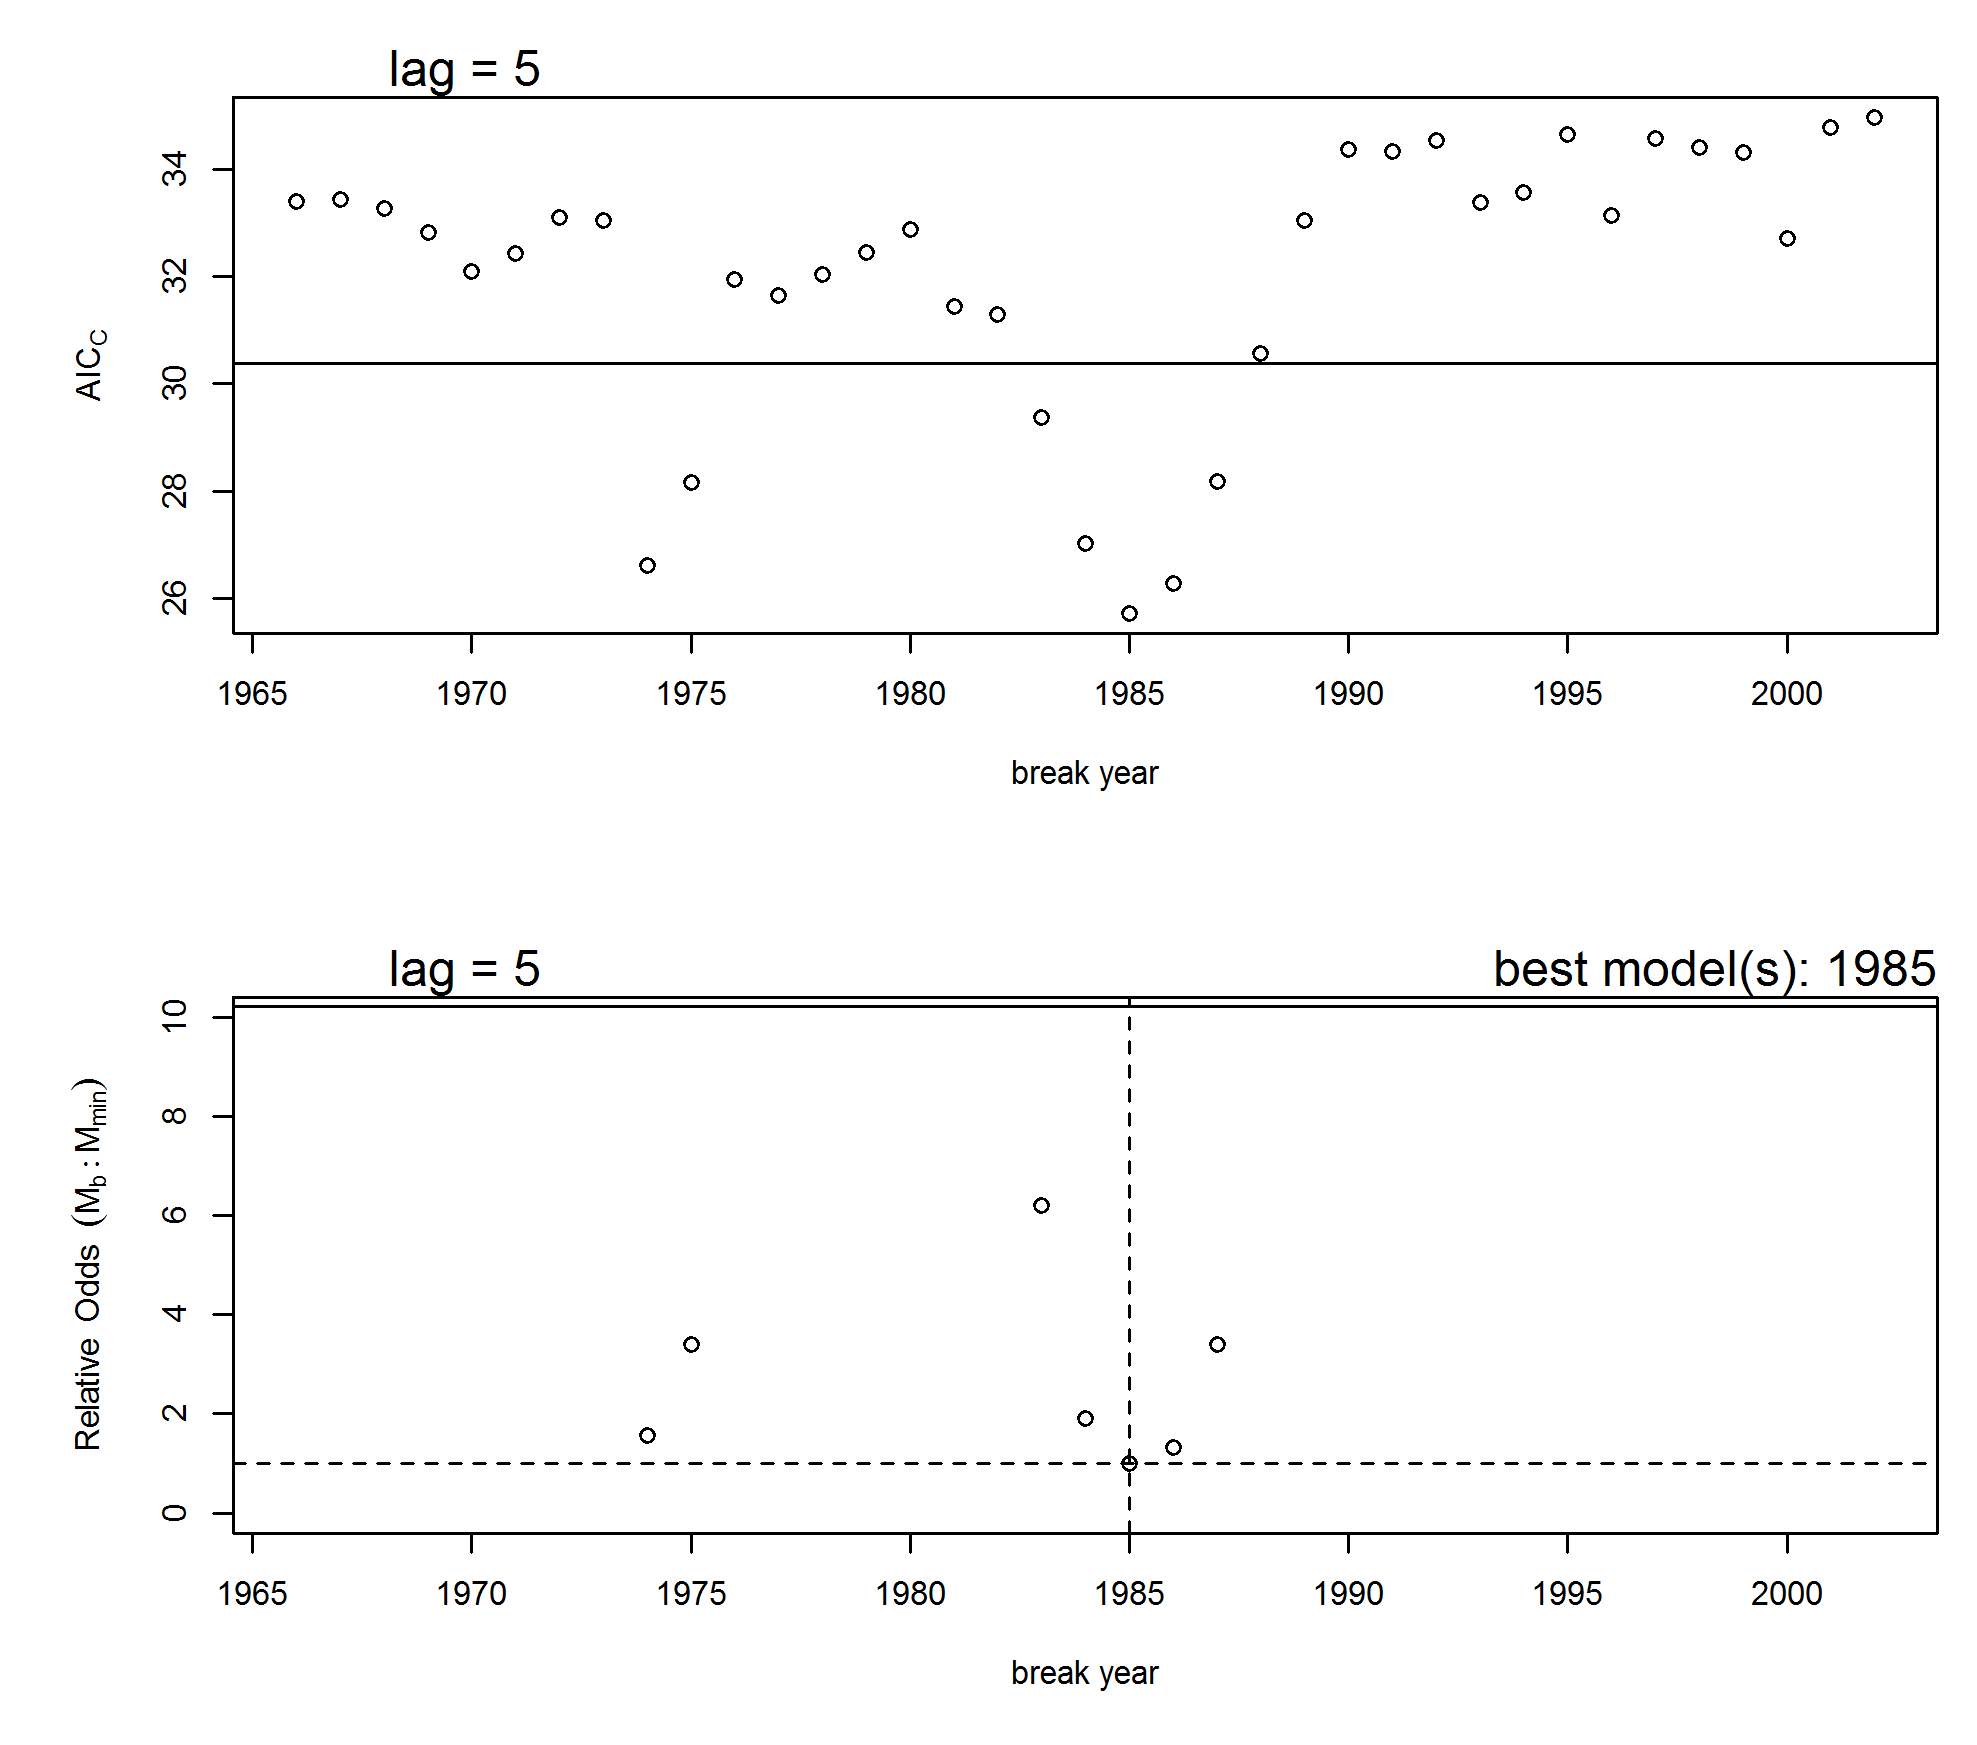 lag = 5
34
32
30
28
26
AICC
1965 1970 1975 1980 1985 1990 1995 2000
break year
lag = 5 best model(s): 1985
10
8
6
4
2
0
Relative Odds (Mb : Mmin)
1965 1970 1975 1980 1985 1990 1995 2000
break year